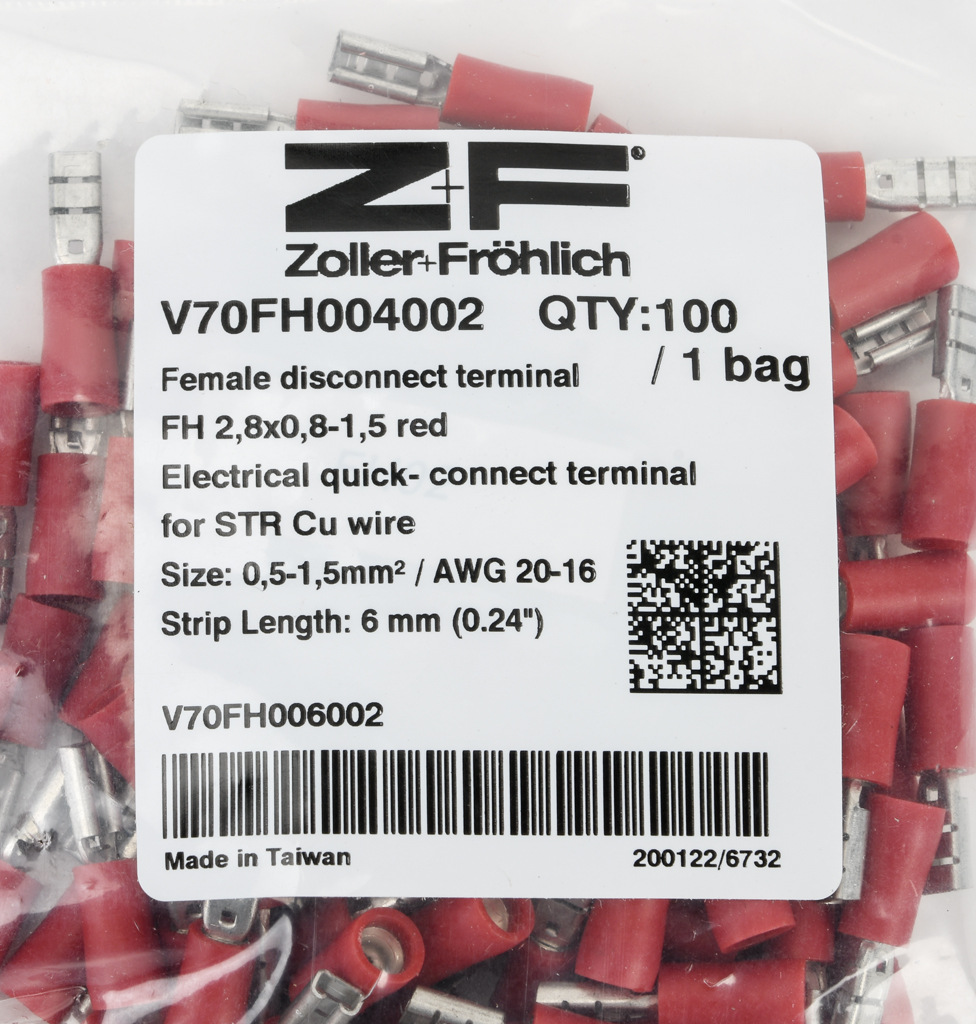 Z+F®
Zoller+Fröhlich
V70FH004002 QTY:100
/ 1 bag
Female disconnect terminal
FH 2,8x0,8-1,5 red
Electrical quick- connect terminal
for STR Cu wire
Size: 0,5-1,5mm² / AWG 20-16
Strip Length: 6 mm (0.24")
V70FH006002
Made in Taiwan 200122/6732